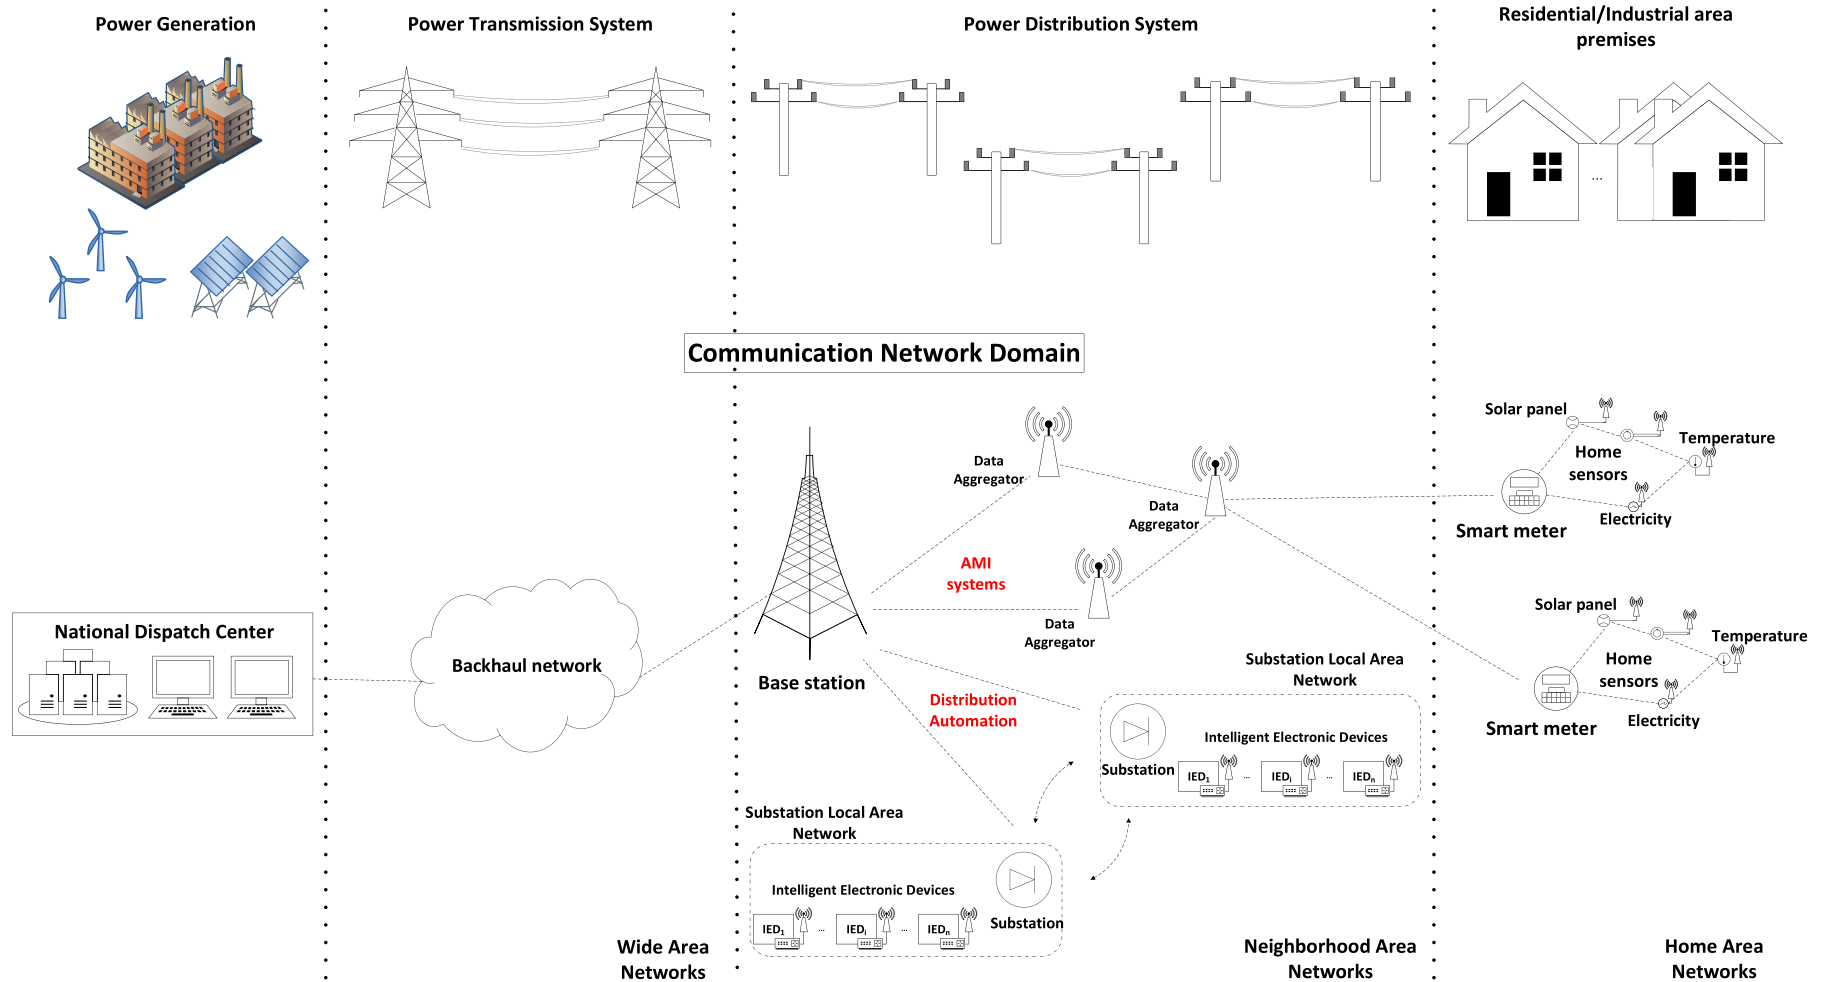 Power Generation
Power Transmission System
Power Distribution System
Residential/Industrial area
premises
...
Communication Network Domain
Solar panel
Temperature
Home
sensors
Electricity
Smart meter
Data
Aggregator
Data
Aggregator
AMI
systems
Data
Aggregator
Solar panel
Temperature
Home
sensors
Electricity
Smart meter
National Dispatch Center
Backhaul network
Base station
Distribution
Automation
Substation Local Area
Network
Intelligent Electronic Devices
Substation
IED1 ... IEDi ... IEDn
Substation Local Area
Network
Intelligent Electronic Devices
Substation
IED1 ... IEDi ... IEDn
Wide Area
Networks
Neighborhood Area
Networks
Home Area
Networks